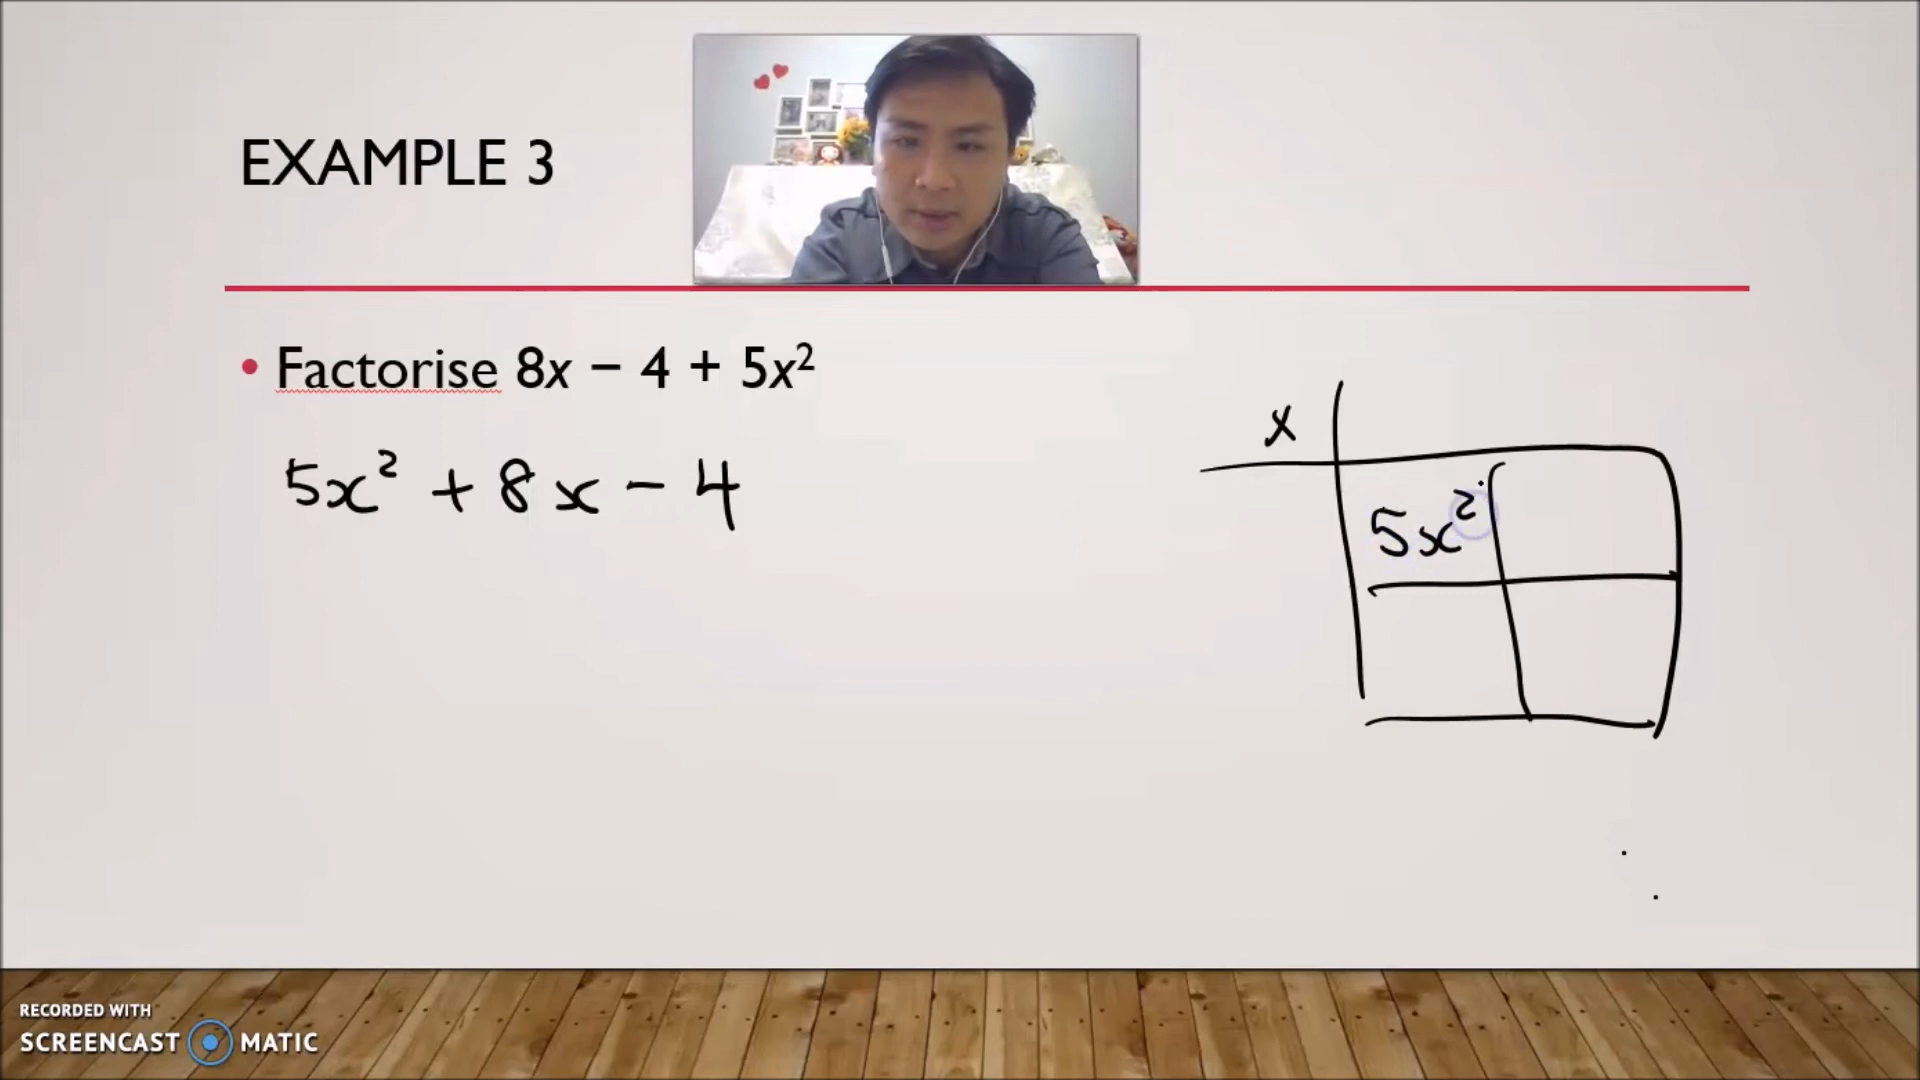 EXAMPLE 3
• Factorise 8x − 4 + 5x²
5x² + 8x − 4
x
5x²
RECORDED WITH
SCREENCAST MATIC